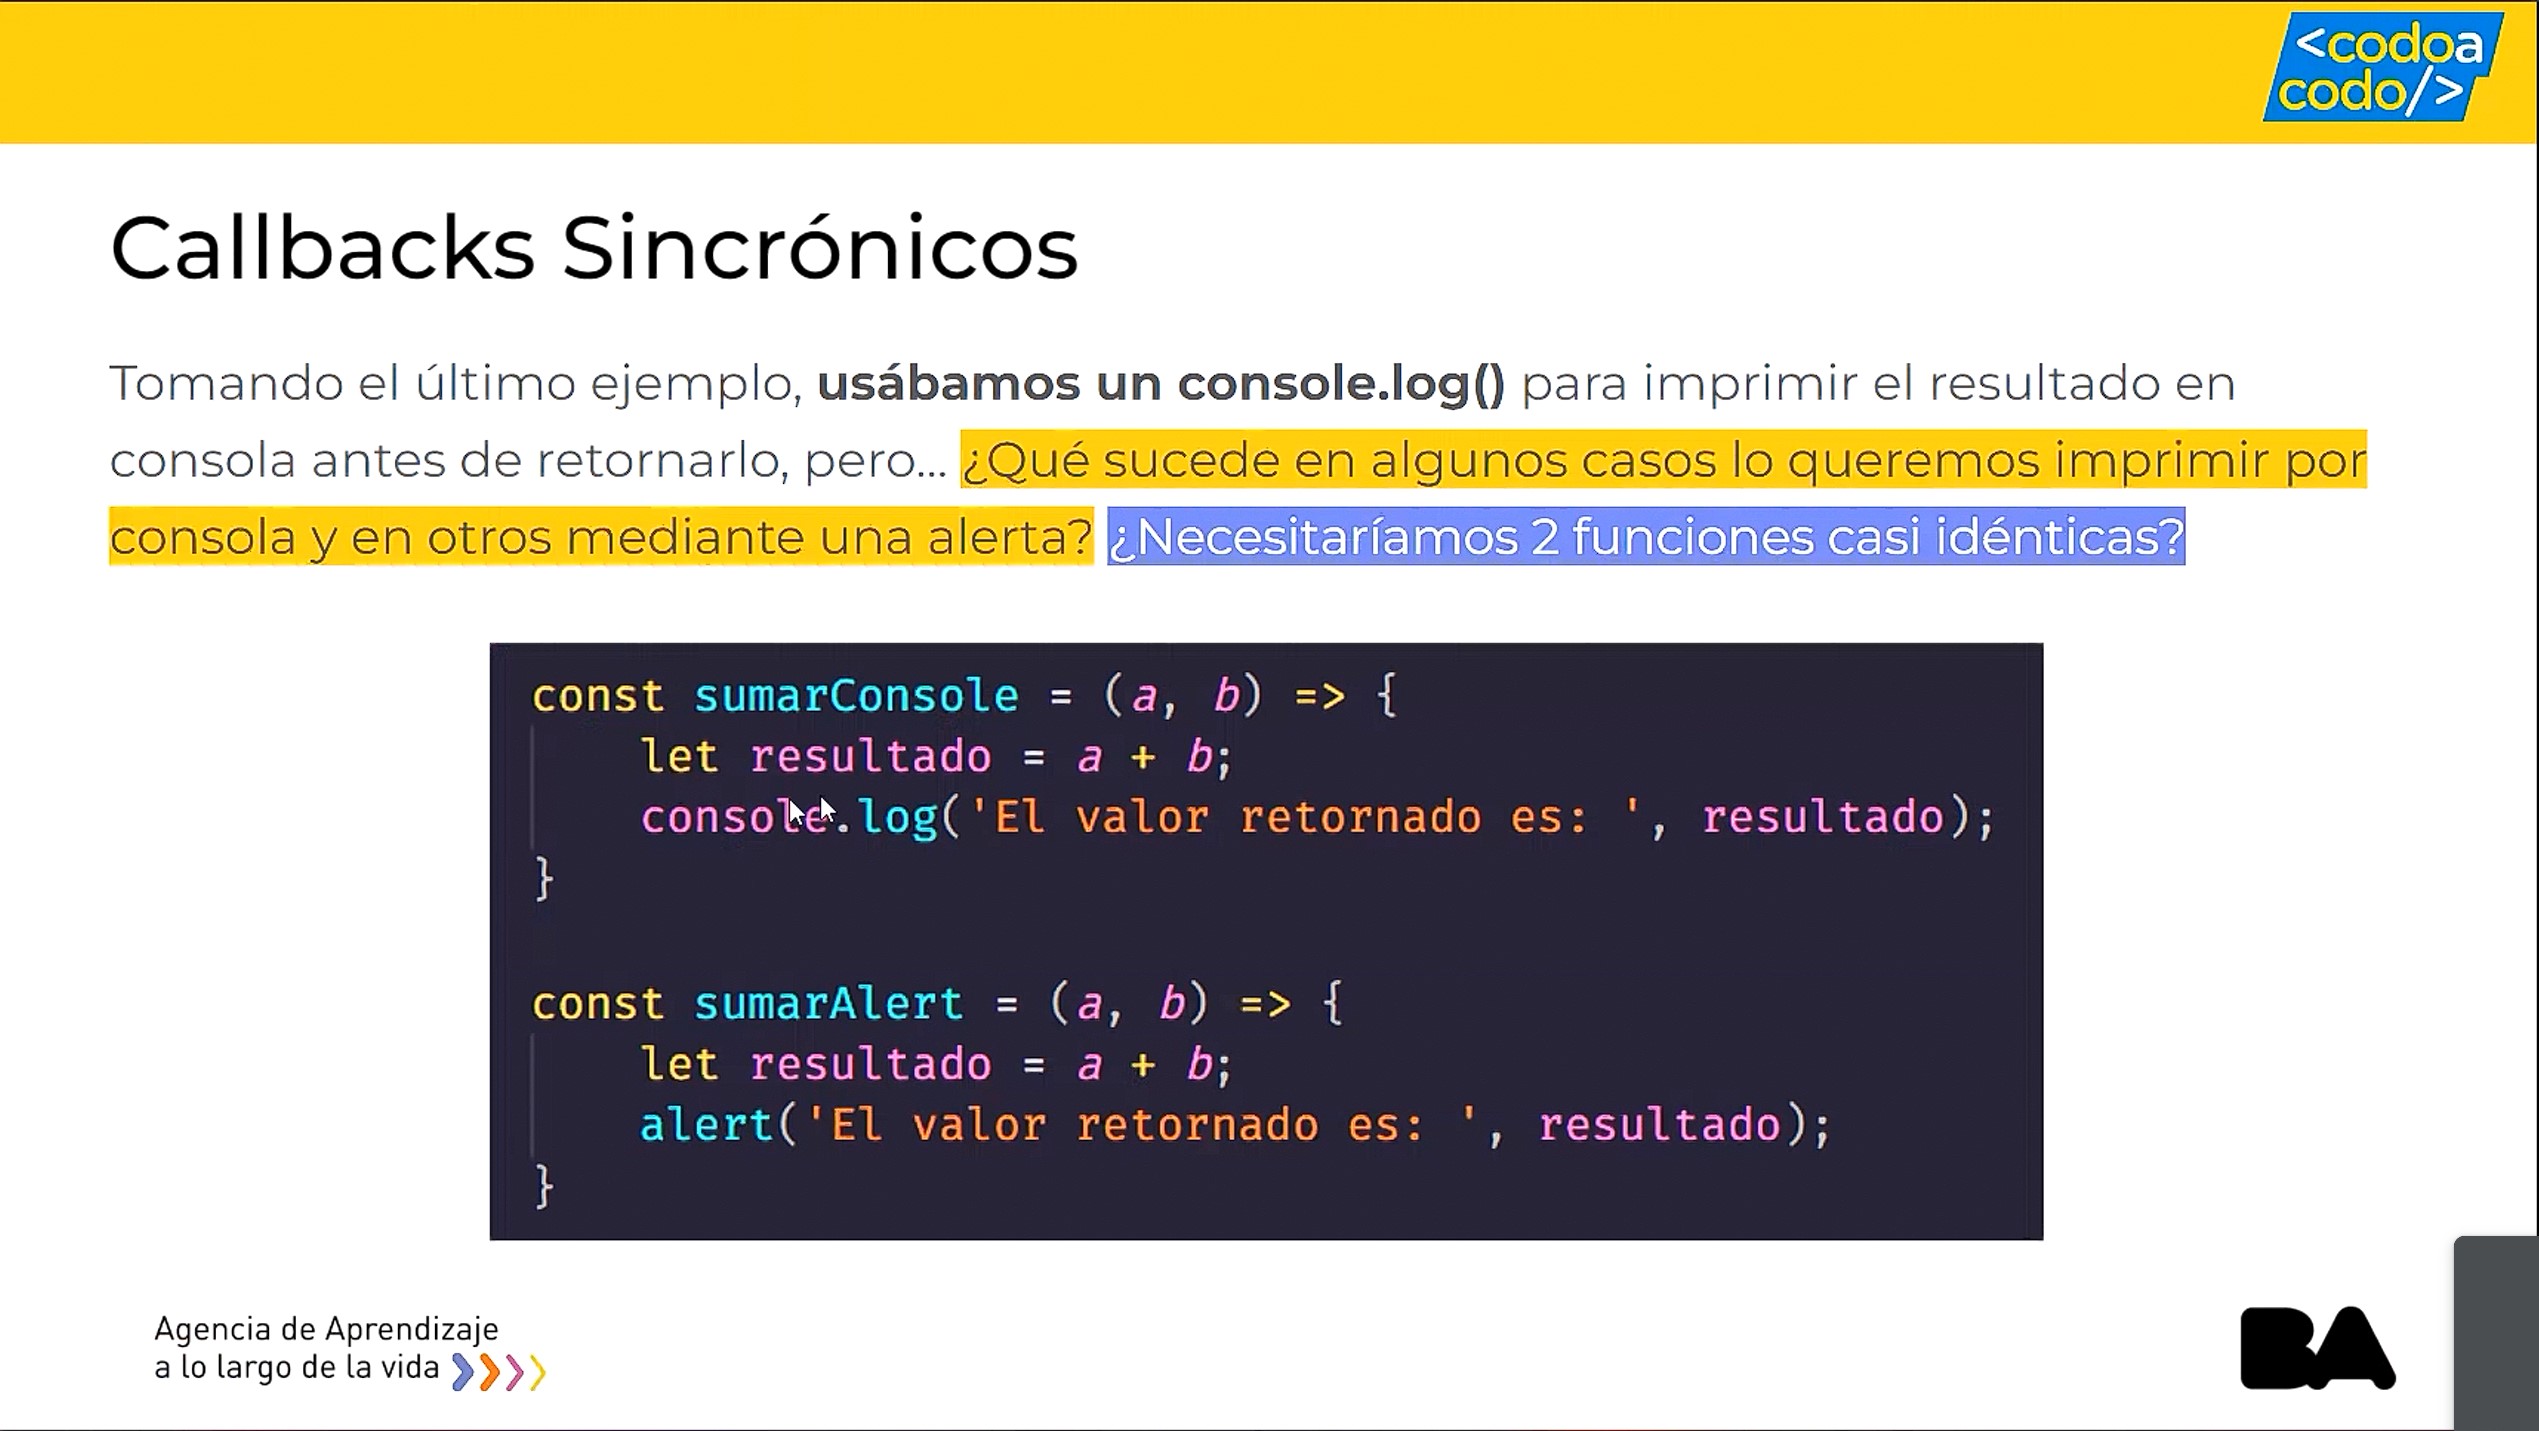 <codoa
codo/>
Callbacks Sincrónicos
Tomando el último ejemplo, usábamos un console.log() para imprimir el resultado en
consola antes de retornarlo, pero... ¿Qué sucede en algunos casos lo queremos imprimir por
consola y en otros mediante una alerta? ¿Necesitaríamos 2 funciones casi idénticas?
const sumarConsole = (a, b) => {
    let resultado = a + b;
    console.log('El valor retornado es: ', resultado);
}
const sumarAlert = (a, b) => {
    let resultado = a + b;
    alert('El valor retornado es: ', resultado);
}
Agencia de Aprendizaje
a lo largo de la vida
BA